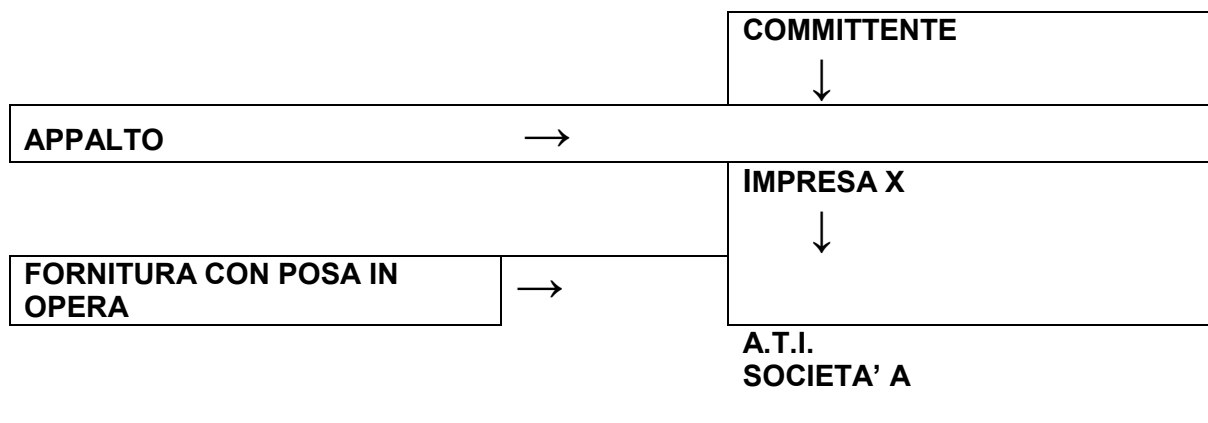 COMMITTENTE
↓
APPALTO →
IMPRESA X
↓
FORNITURA CON POSA IN
OPERA →
A.T.I.
SOCIETA’ A